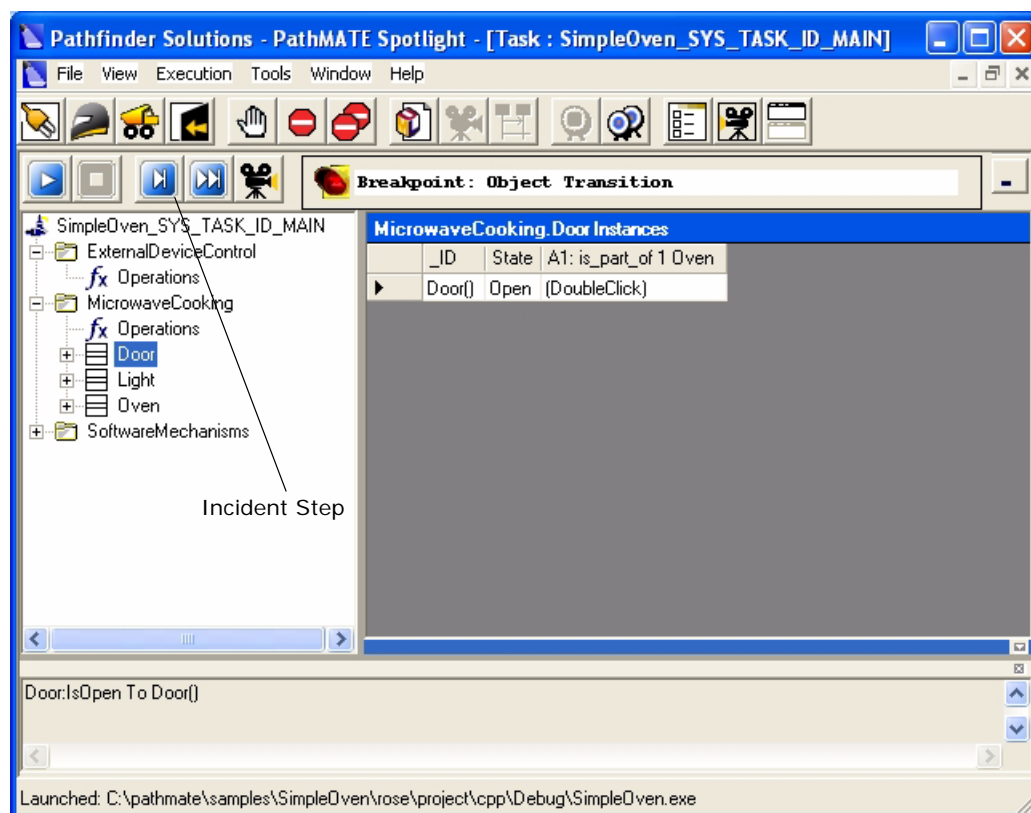 Pathfinder Solutions - PathMATE Spotlight - [Task : SimpleOven_SYS_TASK_ID_MAIN]
File View Execution Tools Window Help
Breakpoint: Object Transition
SimpleOven_SYS_TASK_ID_MAIN
ExternalDeviceControl
fx Operations
MicrowaveCooking
fx Operations
Door
Light
Oven
SoftwareMechanisms
Incident Step
MicrowaveCooking.Door Instances
_ID State A1: is_part_of 1 Oven
Door() Open (DoubleClick)
Door:IsOpen To Door()
Launched: C:\pathmate\samples\SimpleOven\rose\project\cpp\Debug\SimpleOven.exe